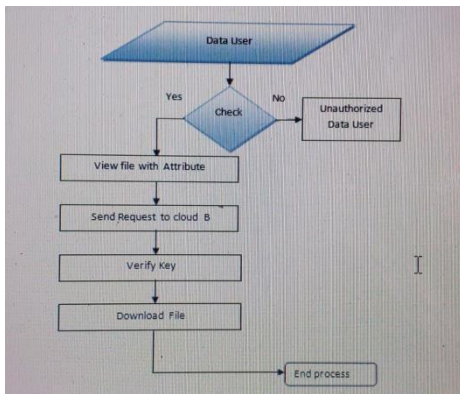 Data User
Yes
Check
No
Unauthorized
Data User
View file with Attribute
Send Request to cloud B
Verify Key
Download File
End process